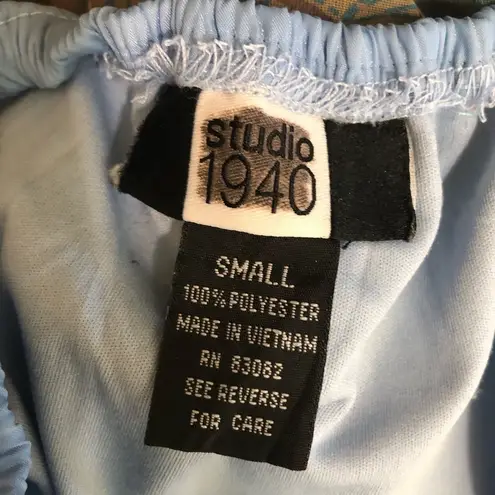 studio
1940
SMALL
100% POLYESTER
MADE IN VIETNAM
RN 83082
SEE REVERSE
FOR CARE